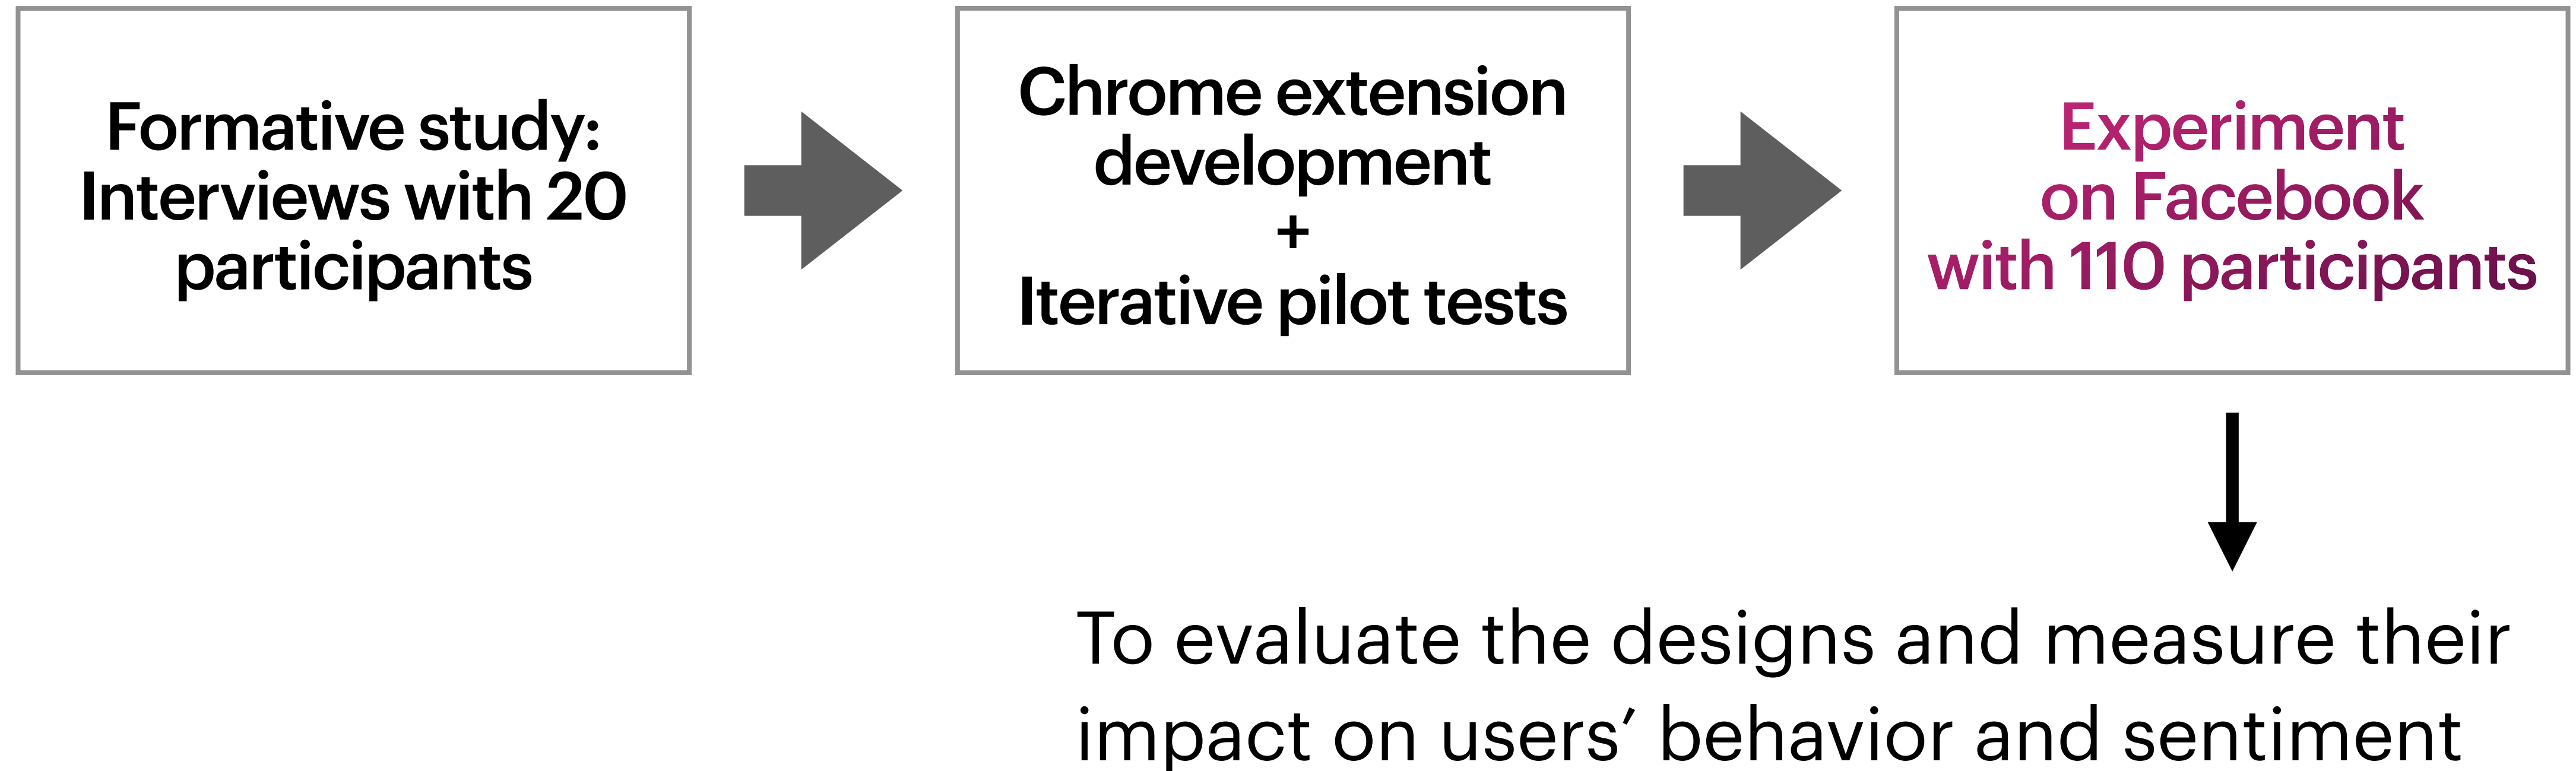 Formative study:
Interviews with 20
participants
Chrome extension
development
+
Iterative pilot tests
Experiment
on Facebook
with 110 participants
To evaluate the designs and measure their
impact on users’ behavior and sentiment